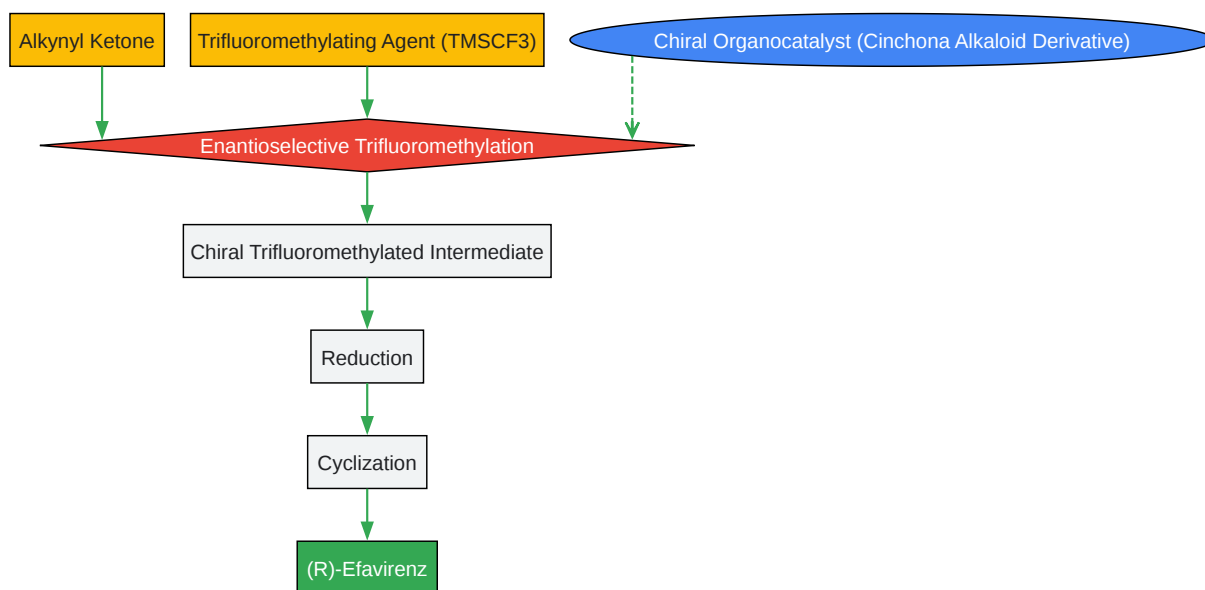 Alkynyl Ketone
Trifluoromethylating Agent (TMSCF3)
Chiral Organocatalyst (Cinchona Alkaloid Derivative)
Enantioselective Trifluoromethylation
Chiral Trifluoromethylated Intermediate
Reduction
Cyclization
(R)-Efavirenz